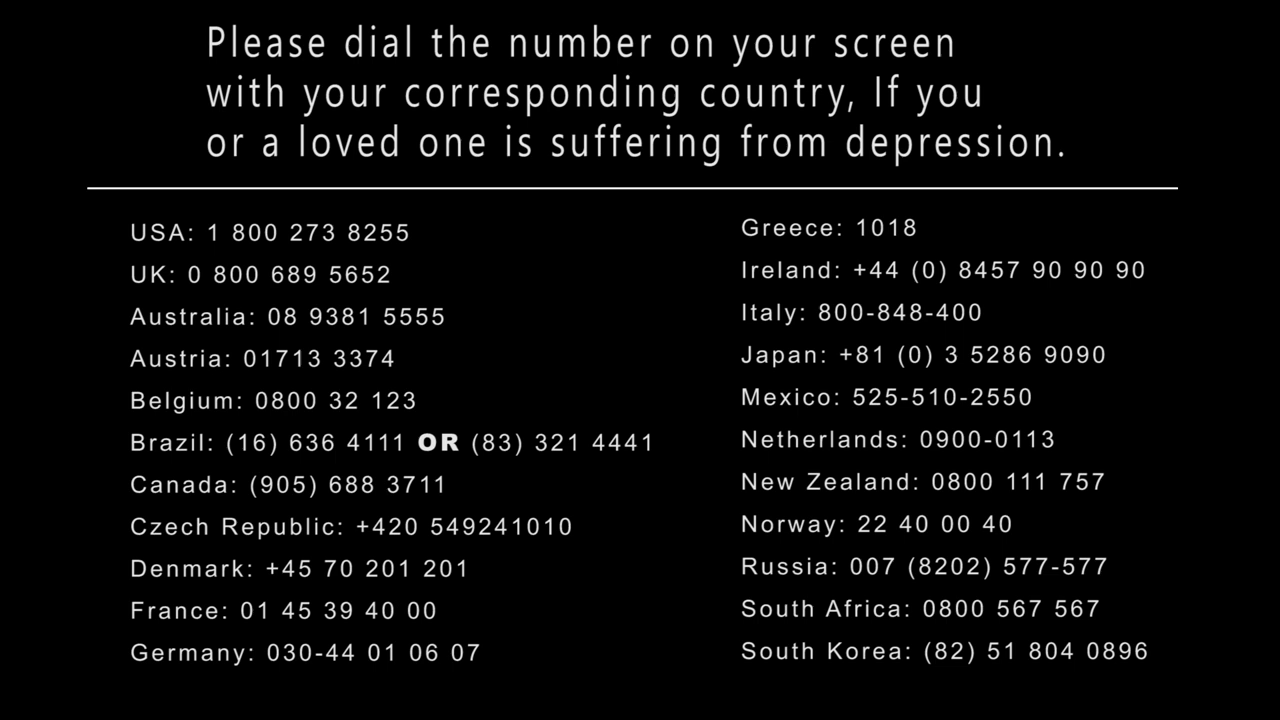 Please dial the number on your screen
with your corresponding country, If you
or a loved one is suffering from depression.
USA: 1 800 273 8255
UK: 0 800 689 5652
Australia: 08 9381 5555
Austria: 01713 3374
Belgium: 0800 32 123
Brazil: (16) 636 4111 OR (83) 321 4441
Canada: (905) 688 3711
Czech Republic: +420 549241010
Denmark: +45 70 201 201
France: 01 45 39 40 00
Germany: 030-44 01 06 07
Greece: 1018
Ireland: +44 (0) 8457 90 90 90
Italy: 800-848-400
Japan: +81 (0) 3 5286 9090
Mexico: 525-510-2550
Netherlands: 0900-0113
New Zealand: 0800 111 757
Norway: 22 40 00 40
Russia: 007 (8202) 577-577
South Africa: 0800 567 567
South Korea: (82) 51 804 0896